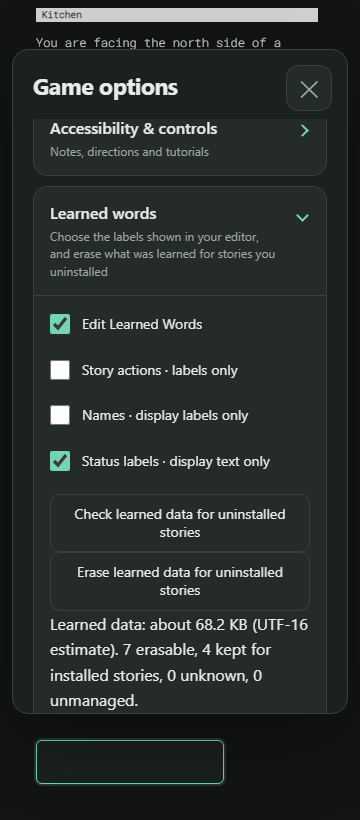 Kitchen
You are facing the north side of a
Game options
Accessibility & controls
Notes, directions and tutorials
Learned words
Choose the labels shown in your editor,
and erase what was learned for stories you
uninstalled
Edit Learned Words
Story actions · labels only
Names · display labels only
Status labels · display text only
Check learned data for uninstalled
stories
Erase learned data for uninstalled
stories
Learned data: about 68.2 KB (UTF-16
estimate). 7 erasable, 4 kept for
installed stories, 0 unknown, 0
unmanaged.